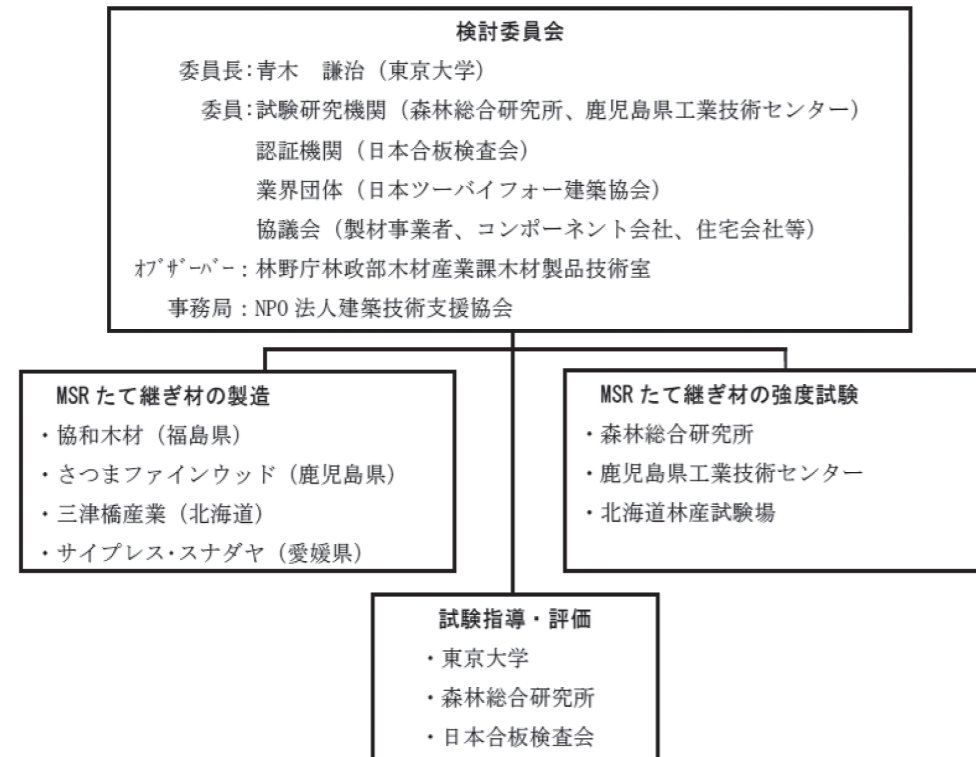 検討委員会
委員長：青木　謙治（東京大学）
委員：試験研究機関（森林総合研究所、鹿児島県工業技術センター）
認証機関（日本合板検査会）
業界団体（日本ツーバイフォー建築協会）
協議会（製材事業者、コンポーネント会社、住宅会社等）
ｵﾌﾞｻﾞｰﾊﾞｰ：林野庁林政部木材産業課木材製品技術室
事務局：NPO法人建築技術支援協会
MSRたて継ぎ材の製造
・協和木材（福島県）
・さつまファインウッド（鹿児島県）
・三津橋産業（北海道）
・サイプレス・スナダヤ（愛媛県）
MSRたて継ぎ材の強度試験
・森林総合研究所
・鹿児島県工業技術センター
・北海道林産試験場
試験指導・評価
・東京大学
・森林総合研究所
・日本合板検査会